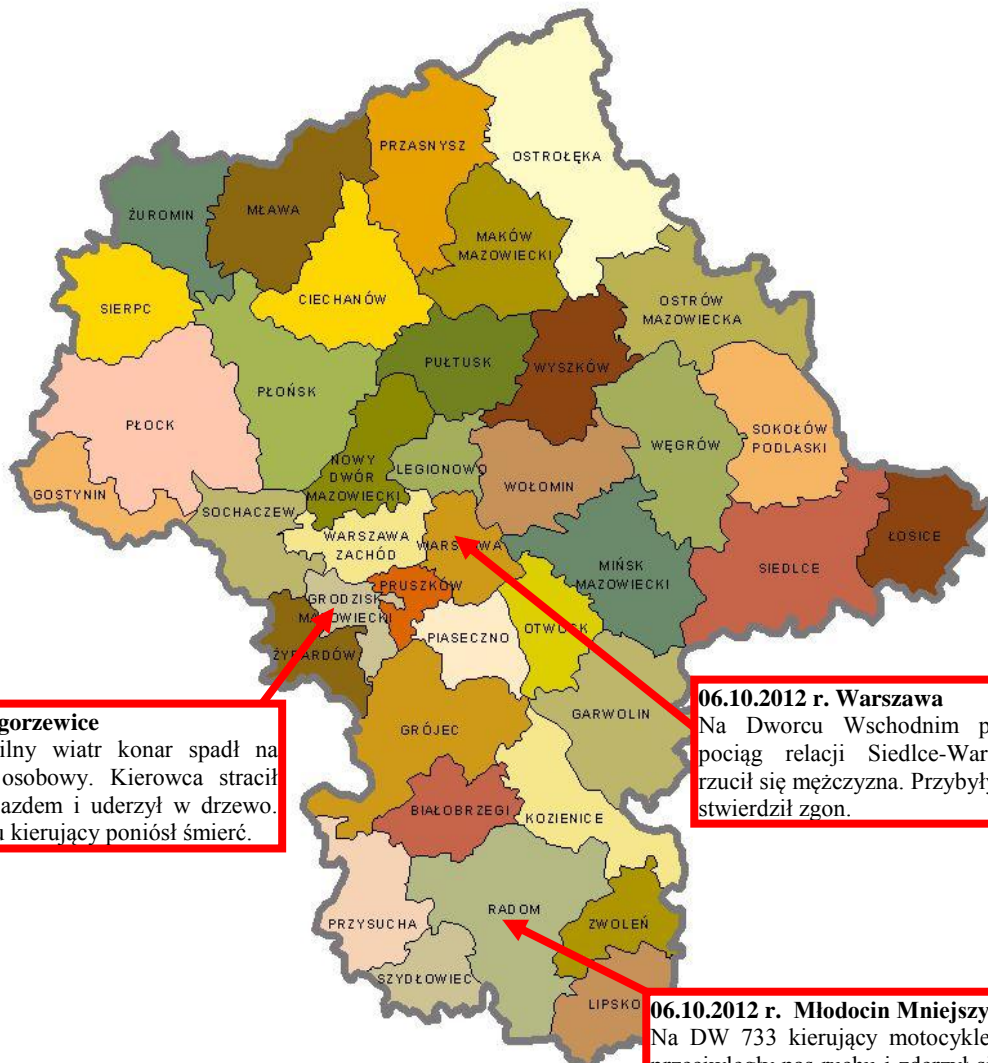 PRZASNYSZ
OSTROŁĘKA
ŻUROMIN
MŁAWA
MAKÓW
MAZOWIECKI
SIERPC
CIECHANÓW
OSTRÓW
MAZOWIECKA
PŁOŃSK
PUŁTUSK
WYSZKÓW
PŁOCK
WĘGRÓW
SOKOŁÓW
PODLASKI
NOWY
DWÓR
MAZOWIECKI
LEGIONOWO
WOŁOMIN
GOSTYNIN
SOCHACZEW
WARSZAWA
ZACHÓD
WARSZAWA
MIŃSK
MAZOWIECKI
SIEDLCE
ŁOSICE
PRUSZKÓW
GRODZISK
MAZOWIECKI
PIASECZNO
OTWOCK
ŻYRARDÓW
GRÓJEC
GARWOLIN
BIAŁOBRZEGI
KOZIENICE
RADOM
PRZYSUCHA
ZWOLEŃ
SZYDŁOWIEC
LIPSKO
gorzewice
ilny wiatr konar spadł na
osobowy. Kierowca stracił
azdem i uderzył w drzewo.
u kierujący poniósł śmierć.
06.10.2012 r. Warszawa
Na Dworcu Wschodnim p
pociąg relacji Siedlce-War
rzucił się mężczyzna. Przybyły
stwierdził zgon.
06.10.2012 r. Młodocin Mniejszy
Na DW 733 kierujący motocykle